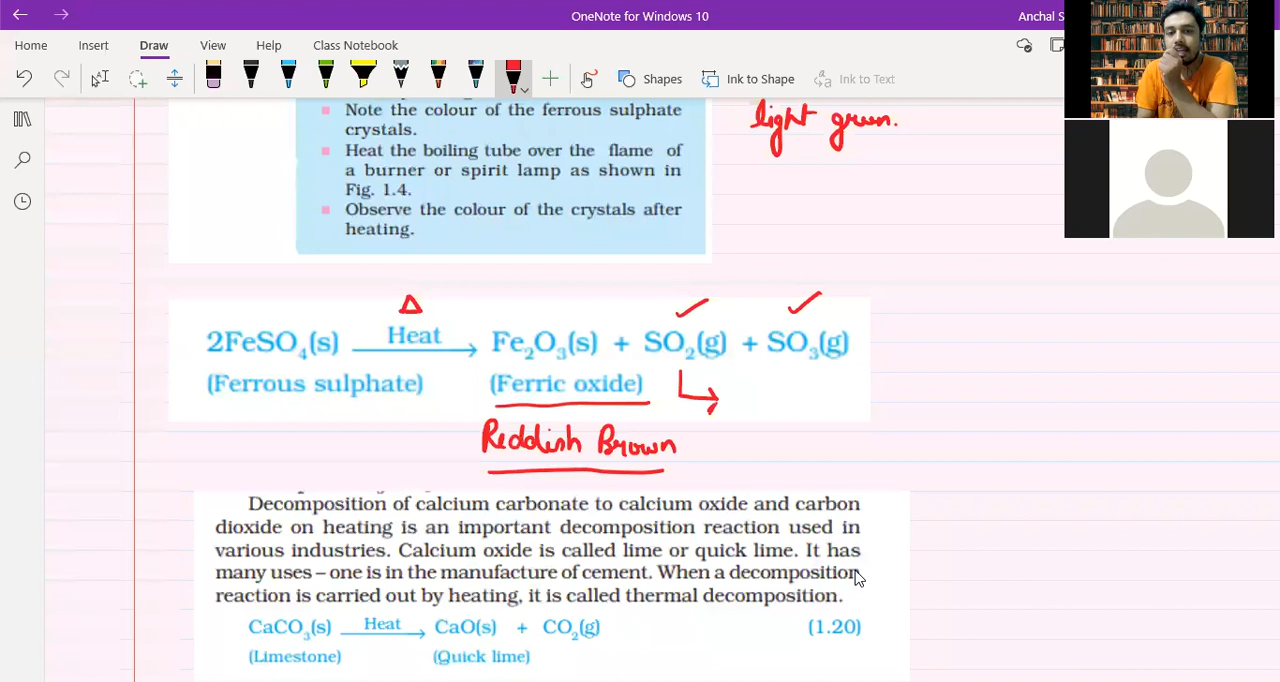 OneNote for Windows 10
Anchal S
Home Insert Draw View Help Class Notebook
Shapes Ink to Shape Ink to Text
Note the colour of the ferrous sulphate
crystals.
light green.
Heat the boiling tube over the flame of
a burner or spirit lamp as shown in
Fig. 1.4.
Observe the colour of the crystals after
heating.
Δ ✓ ✓
2FeSO₄(s) Heat → Fe₂O₃(s) + SO₂(g) + SO₃(g)
(Ferrous sulphate) (Ferric oxide)
Reddish Brown
Decomposition of calcium carbonate to calcium oxide and carbon
dioxide on heating is an important decomposition reaction used in
various industries. Calcium oxide is called lime or quick lime. It has
many uses – one is in the manufacture of cement. When a decomposition
reaction is carried out by heating, it is called thermal decomposition.
CaCO₃(s) Heat → CaO(s) + CO₂(g) (1.20)
(Limestone) (Quick lime)